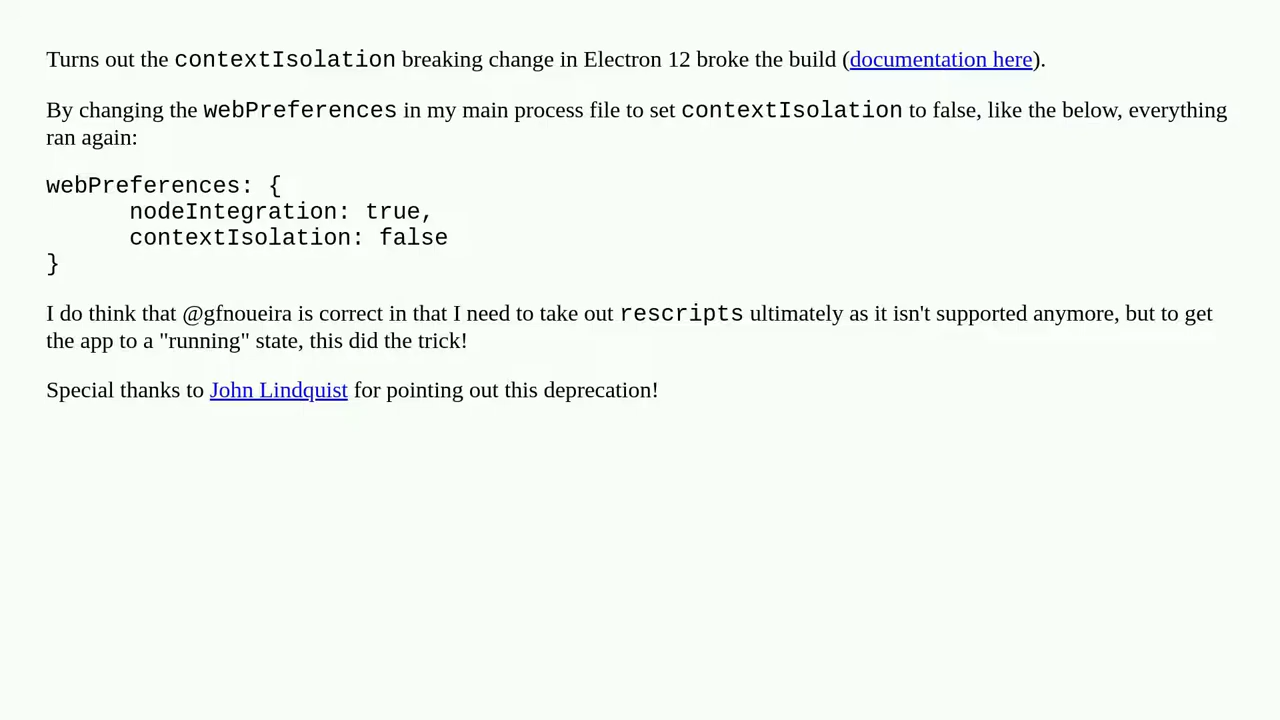 Turns out the contextIsolation breaking change in Electron 12 broke the build (documentation here).
By changing the webPreferences in my main process file to set contextIsolation to false, like the below, everything
ran again:
webPreferences: {
      nodeIntegration: true,
      contextIsolation: false
}
I do think that @gfnoueira is correct in that I need to take out rescripts ultimately as it isn't supported anymore, but to get
the app to a "running" state, this did the trick!
Special thanks to John Lindquist for pointing out this deprecation!